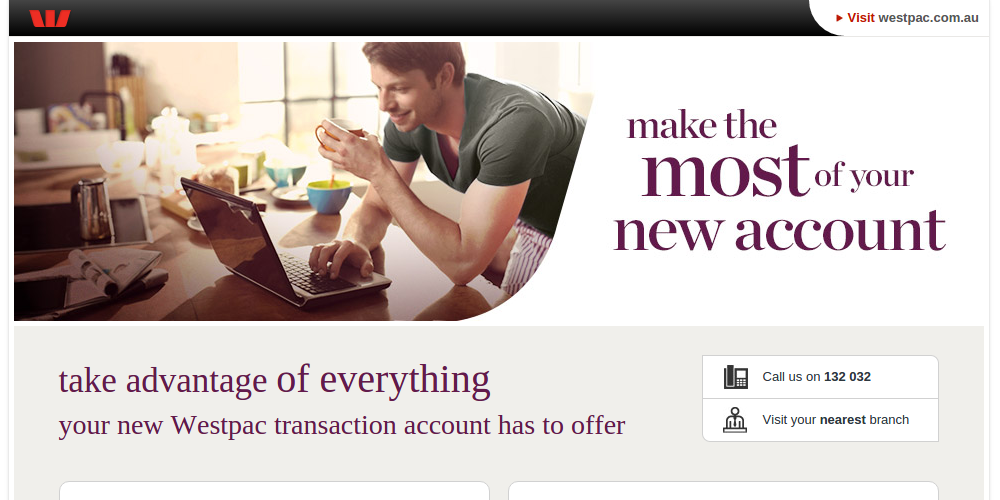 Visit westpac.com.au
make the
most of your
new account
take advantage of everything
your new Westpac transaction account has to offer
Call us on 132 032
Visit your nearest branch